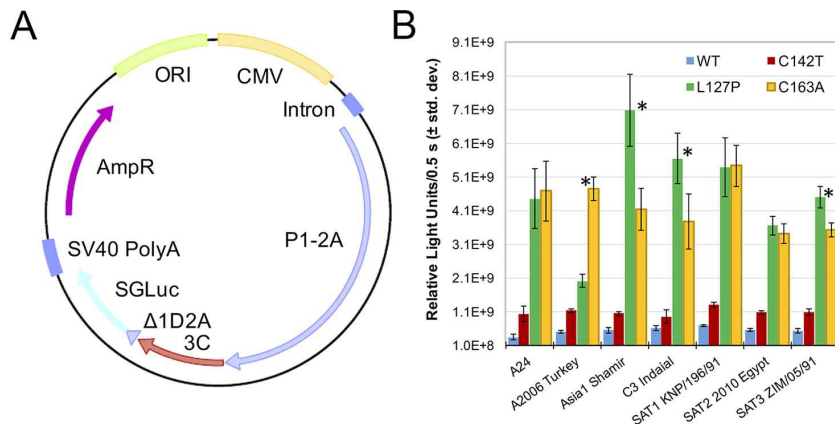 A
ORI
CMV
Intron
AmpR
P1-2A
SV40 PolyA
SGLuc
Δ1D2A
3C
B
Relative Light Units/0.5 s (± std. dev.)
9.1E+9
8.1E+9
7.1E+9
6.1E+9
5.1E+9
4.1E+9
3.1E+9
2.1E+9
1.1E+9
1.0E+8
WT
C142T
L127P
C163A
*
*
*
*
A24
A2006 Turkey
Asia1 Shamir
C3 Indaial
SAT1 KNP/196/91
SAT2 2010 Egypt
SAT3 ZIM/05/91